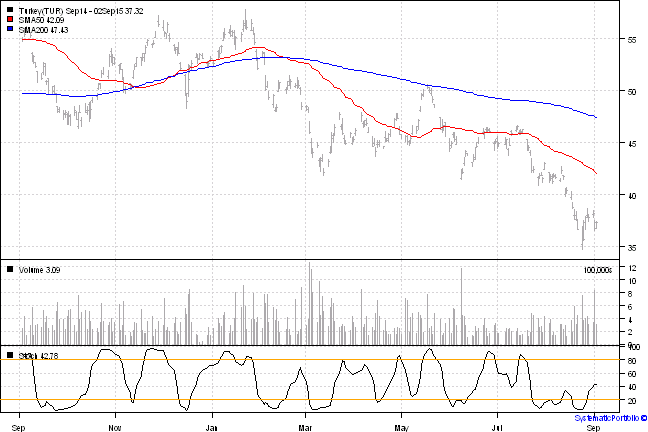 Turkey(TUR) Sep14 - 02Sep15 37.32
SMA50 42.09
SMA200 47.43
55
50
45
40
35
Volume 3.09
100,000s
12
10
8
6
4
2
0
42.78
100
80
60
40
20
SystematicPortfolio ©
Sep Nov Jan Mar May Jul Sep